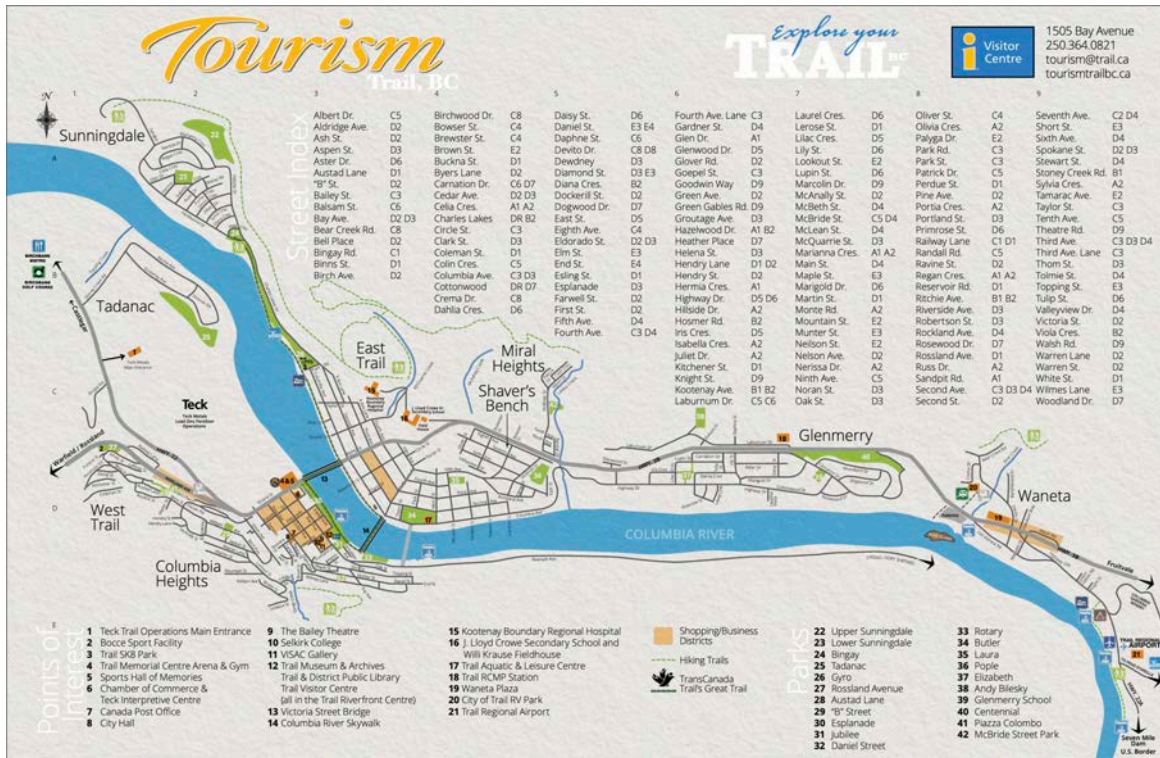 Tourism
Trail, BC
Explore your
TRAIL BC
i Visitor Centre
1505 Bay Avenue
250.364.0821
tourism@trail.ca
tourismtrailbc.ca
N
1 2 3 4 5 6 7 8 9
Street Index
Albert Dr. C5
Aldridge Ave. D2
Ash St. D2
Aspen St. D3
Aster Dr. D6
Austad Lane D1
"B" St. D2
Bailey St. C3
Balsam St. C6
Bay Ave. D2 D3
Bear Creek Rd. C8
Bell Place D2
Bingay Rd. C1
Binns St. D1
Birch Ave. D2
Birchwood Dr. C8
Bowser St. C4
Brewster St. C4
Brown St. E2
Buckna St. D1
Byers Lane D2
Carnation Dr. C6 D7
Cedar Ave. D2 D3
Celia Cres. A1 A2
Charles Lakes DR B2
Circle St. C3
Clark St. D3
Coleman St. D1
Colin Cres. C5
Columbia Ave. C3 D3
Cottonwood DR D7
Crema Dr. C8
Dahlia Cres. D6
Daisy St. D6
Daniel St. E3 E4
Daphne St. C6
Devito Dr. C8 D8
Dewdney D3
Diamond St. D3 E3
Diana Cres. B2
Dockerill St. D2
Dogwood Dr. D7
East St. D5
Eighth Ave. C4
Eldorado St. D2 D3
Elm St. E3
End St. E4
Esling St. D1
Esplanade D3
Farwell St. D2
First St. D2
Fifth Ave. D4
Fourth Ave. C3 D4
Fourth Ave. Lane C3
Gardner St. D4
Glen Dr. A1
Glenwood Dr. D5
Glover Rd. D2
Goepel St. C3
Goodwin Way D9
Green Ave. D2
Green Gables Rd. D9
Groutage Ave. D3
Hazelwood Dr. A1 B2
Heather Place D7
Helena St. D3
Hendry Lane D1 D2
Hendry St. D2
Hermia Cres. A1
Highway Dr. D5 D6
Hillside Dr. A2
Hosmer Rd. B2
Iris Cres. D5
Isabella Cres. A2
Juliet Dr. A2
Kitchener St. D1
Knight St. D9
Kootenay Ave. B1 B2
Laburnum Dr. C5 C6
Laurel Cres. D6
Lerose St. D1
Lilac Cres. D5
Lily St. D6
Lookout St. E2
Lupin St. D6
Marcolin Dr. D9
McAnally St. D2
McBeth St. D4
McBride St. C5 D4
McLean St. D4
McQuarrie St. D3
Marianna Cres. A1 A2
Main St. D4
Maple St. E3
Marigold Dr. D6
Martin St. D1
Monte Rd. A2
Mountain St. E2
Munter St. E3
Neilson St. E2
Nelson Ave. D2
Nerissa Dr. A2
Ninth Ave. C5
Noran St. D3
Oak St. D3
Oliver St. C4
Olivia Cres. A2
Palyga Dr. E2
Park Rd. C3
Park St. C3
Patrick Dr. C5
Perdue St. D1
Pine Ave. D2
Portia Cres. A2
Portland St. D3
Primrose St. D6
Railway Lane C1 D1
Randall Rd. C5
Ravine St. D2
Regan Cres. A1 A2
Reservoir Rd. D1
Ritchie Ave. B1 B2
Riverside Ave. D3
Robertson St. D3
Rockland Ave. D4
Rosewood Dr. D7
Rossland Ave. D1
Russ Dr. A2
Sandpit Rd. A1
Second Ave. C3 D3 D4
Second St. D2
Seventh Ave. C2 D4
Short St. E3
Sixth Ave. D4
Spokane St. D2 D3
Stewart St. D4
Stoney Creek Rd. B1
Sylvia Cres. A2
Tamarac Ave. E2
Taylor St. C3
Tenth Ave. C5
Theatre Rd. D9
Third Ave. C3 D3 D4
Third Ave. Lane C3
Thom St. D3
Tolmie St. D4
Topping St. E3
Tulip St. D6
Valleyview Dr. D4
Victoria St. D2
Viola Cres. B2
Walsh Rd. D9
Warren Lane D2
Warren St. D2
White St. D1
Wilmes Lane E3
Woodland Dr. D7
Sunningdale
Tadanac
East Trail
Miral Heights
Shaver's Bench
Teck
Teck Metals
Glenmerry
Waneta
West Trail
Columbia Heights
COLUMBIA RIVER
Warfield / Rossland
Fruitvale
TRAIL REGIONAL AIRPORT
Seven Mile Dam
U.S. Border
Points of Interest
1 Teck Trail Operations Main Entrance
2 Bocce Sport Facility
3 Trail SK8 Park
4 Trail Memorial Centre Arena & Gym
5 Sports Hall of Memories
6 Chamber of Commerce & Teck Interpretive Centre
7 Canada Post Office
8 City Hall
9 The Bailey Theatre
10 Selkirk College
11 VISAC Gallery
12 Trail Museum & Archives
Trail & District Public Library
Trail Visitor Centre
(all in the Trail Riverfront Centre)
13 Victoria Street Bridge
14 Columbia River Skywalk
15 Kootenay Boundary Regional Hospital
16 J. Lloyd Crowe Secondary School and Willi Krause Fieldhouse
17 Trail Aquatic & Leisure Centre
18 Trail RCMP Station
19 Waneta Plaza
20 City of Trail RV Park
21 Trail Regional Airport
Shopping/Business Districts
Hiking Trails
TransCanada Trail's Great Trail
Parks
22 Upper Sunningdale
23 Lower Sunningdale
24 Bingay
25 Tadanac
26 Gyro
27 Rossland Avenue
28 Austad Lane
29 "B" Street
30 Esplanade
31 Jubilee
32 Daniel Street
33 Rotary
34 Butler
35 Laura
36 Pople
37 Elizabeth
38 Andy Bilesky
39 Glenmerry School
40 Centennial
41 Piazza Colombo
42 McBride Street Park